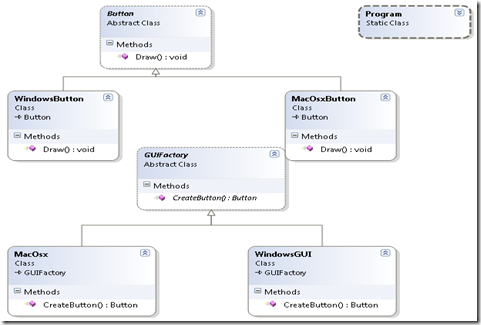 Button
Abstract Class
Methods
Draw() : void
Program
Static Class
WindowsButton
Class
Button
Methods
Draw() : void
MacOsxButton
Class
Button
Methods
Draw() : void
GUIFactory
Abstract Class
Methods
CreateButton() : Button
MacOsx
Class
GUIFactory
Methods
CreateButton() : Button
WindowsGUI
Class
GUIFactory
Methods
CreateButton() : Button